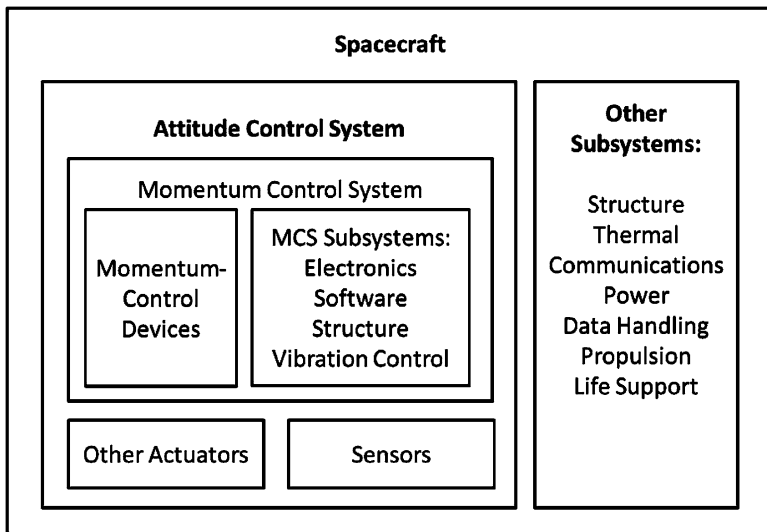 Spacecraft
Attitude Control System
Momentum Control System
Momentum-
Control
Devices
MCS Subsystems:
Electronics
Software
Structure
Vibration Control
Other Actuators
Sensors
Other
Subsystems:
Structure
Thermal
Communications
Power
Data Handling
Propulsion
Life Support